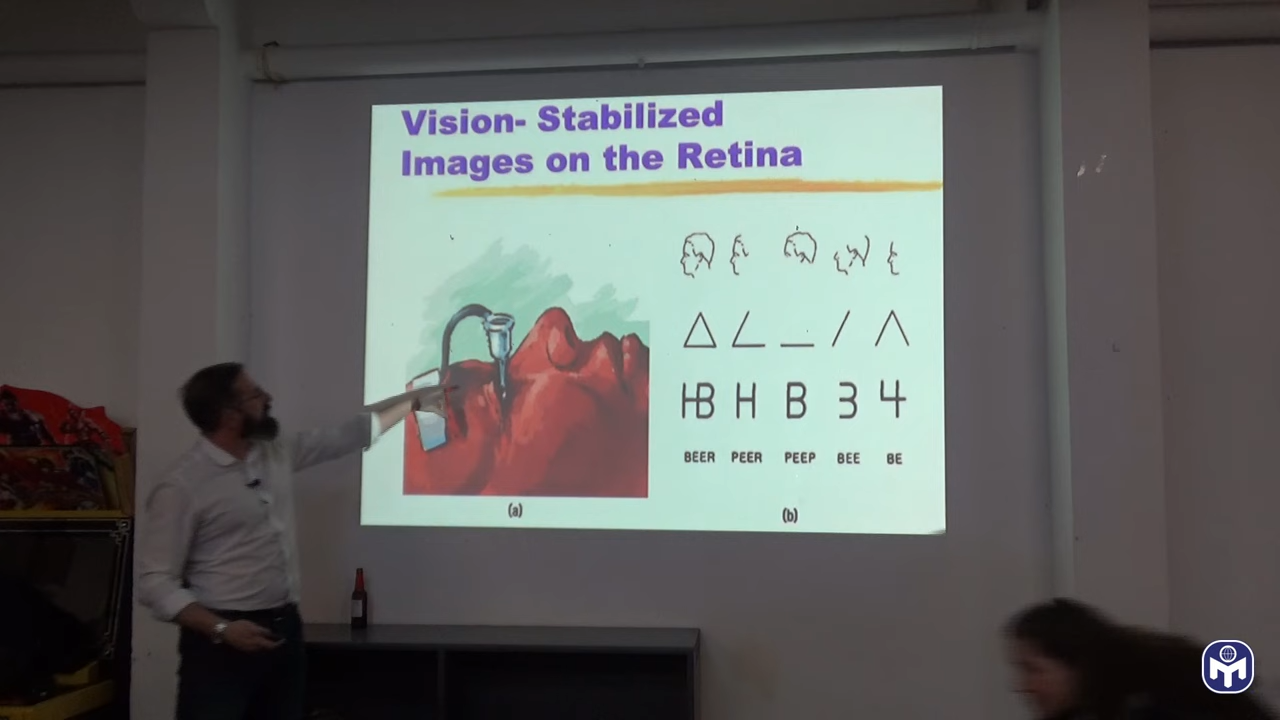 Vision- Stabilized
Images on the Retina
HB H B 3 4
BEER PEER PEEP BEE BE
(a)
(b)